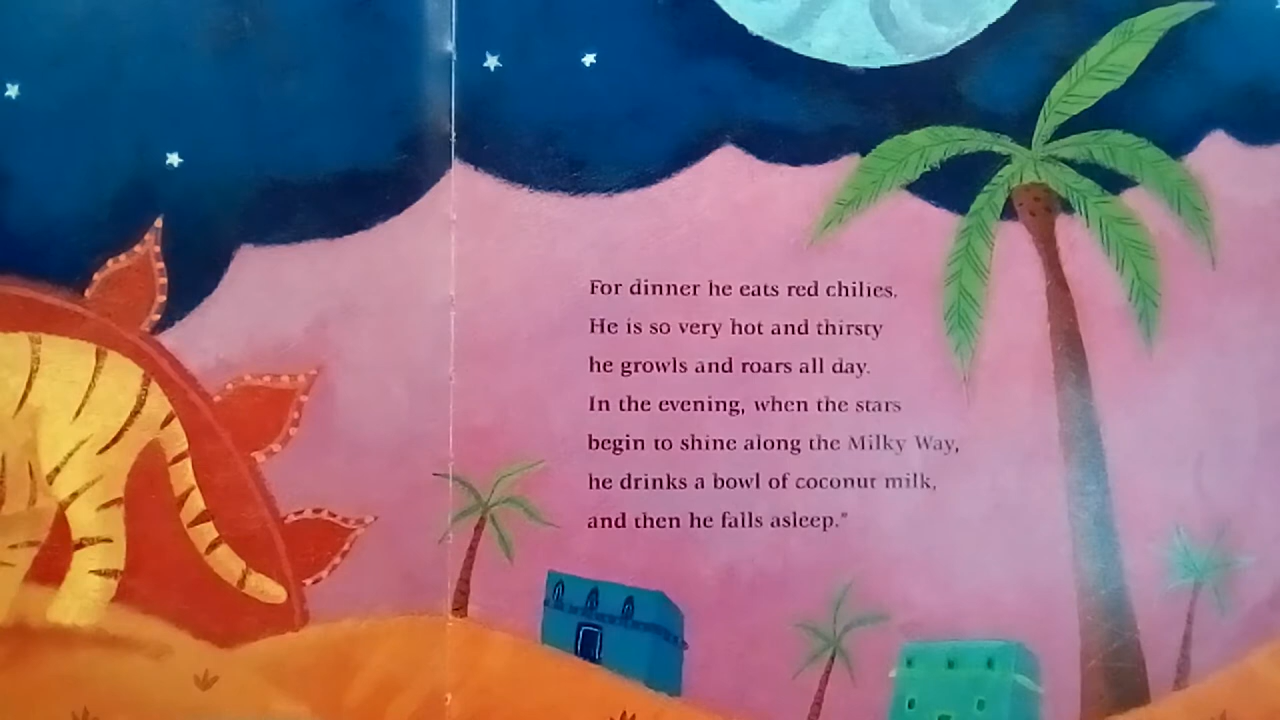 For dinner he eats red chilies.
He is so very hot and thirsty
he growls and roars all day.
In the evening, when the stars
begin to shine along the Milky Way,
he drinks a bowl of coconut milk,
and then he falls asleep."